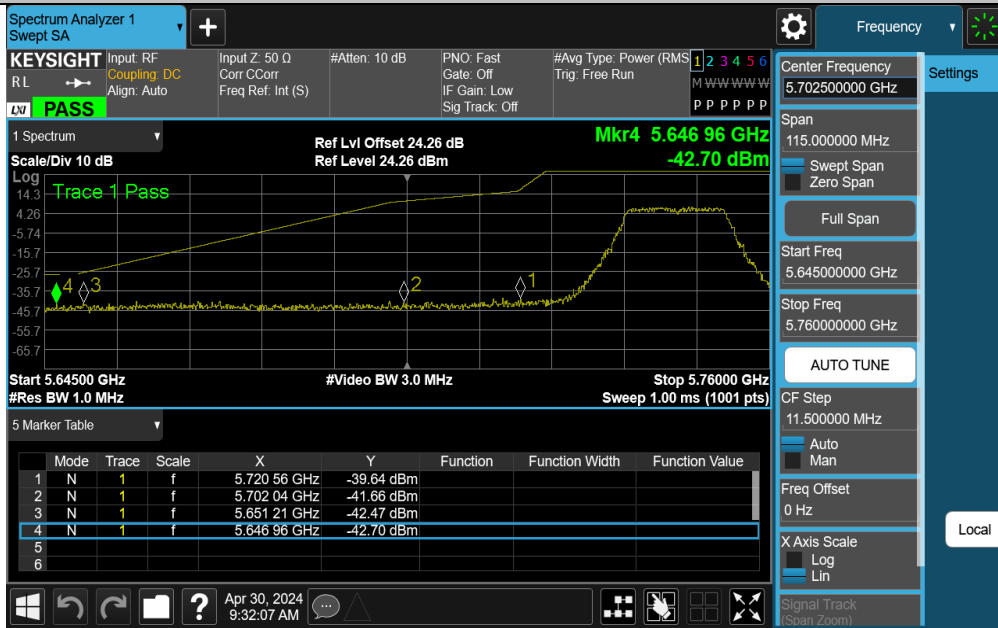 Spectrum Analyzer 1
Swept SA
Frequency
Settings
KEYSIGHT
RL
LXI
PASS
Input: RF
Coupling: DC
Align: Auto
Input Z: 50 Ω
Corr CCorr
Freq Ref: Int (S)
#Atten: 10 dB
PNO: Fast
Gate: Off
IF Gain: Low
Sig Track: Off
#Avg Type: Power (RMS
Trig: Free Run
1 2 3 4 5 6
M W W W W W
P P P P P P
1 Spectrum
Scale/Div 10 dB
Ref Lvl Offset 24.26 dB
Ref Level 24.26 dBm
Mkr4 5.646 96 GHz
-42.70 dBm
Log
Trace 1 Pass
14.3
4.26
-5.74
-15.7
-25.7
-35.7
-45.7
-55.7
-65.7
4
3
2
1
Start 5.64500 GHz
#Video BW 3.0 MHz
Stop 5.76000 GHz
#Res BW 1.0 MHz
Sweep 1.00 ms (1001 pts)
5 Marker Table
Mode Trace Scale X Y Function Function Width Function Value
1 N 1 f 5.720 56 GHz -39.64 dBm
2 N 1 f 5.702 04 GHz -41.66 dBm
3 N 1 f 5.651 21 GHz -42.47 dBm
4 N 1 f 5.646 96 GHz -42.70 dBm
5
6
Apr 30, 2024
9:32:07 AM
Center Frequency
5.702500000 GHz
Span
115.000000 MHz
Swept Span
Zero Span
Full Span
Start Freq
5.645000000 GHz
Stop Freq
5.760000000 GHz
AUTO TUNE
CF Step
11.500000 MHz
Auto
Man
Freq Offset
0 Hz
X Axis Scale
Log
Lin
Signal Track
(Span Zoom)
Local